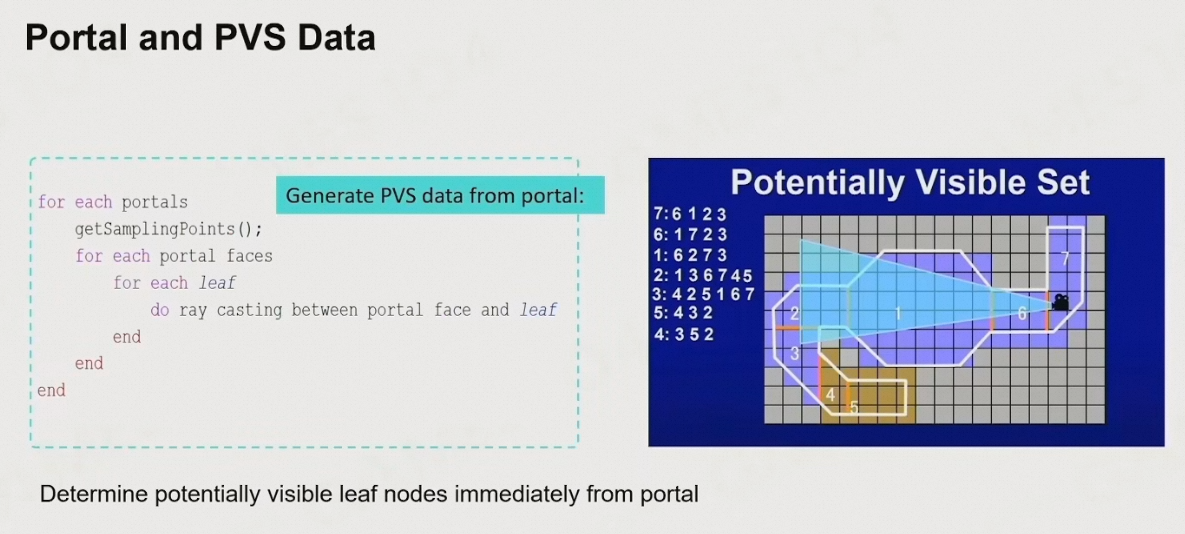 Portal and PVS Data
Generate PVS data from portal:
for each portals
getSamplingPoints();
for each portal faces
for each leaf
do ray casting between portal face and leaf
end
end
end
Potentially Visible Set
7:6 1 2 3
6: 1 7 2 3
1: 6 2 7 3
2: 1 3 6 7 4 5
3: 4 2 5 1 6 7
5: 4 3 2
4: 3 5 2
7
2
1
6
3
4
5
Determine potentially visible leaf nodes immediately from portal